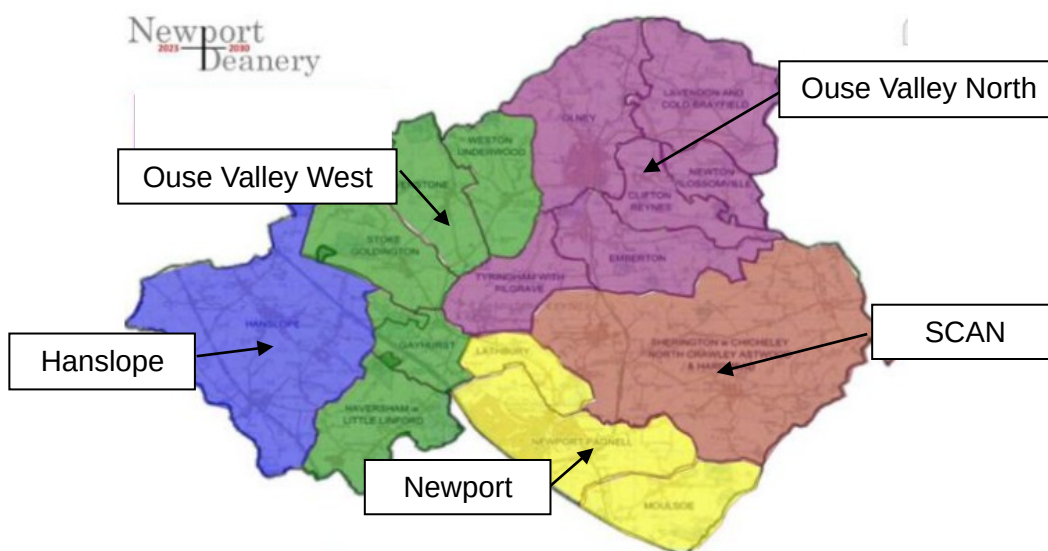 Newport
2023 2030
Deanery
Ouse Valley North
LAVENDON AND
COLD BRAYFIELD
OLNEY
WESTON
UNDERWOOD
Ouse Valley West
NEWTON
BLOSSOMVILLE
CLIFTON
REYNES
STOKE
GOLDINGTON
EMBERTON
TYRINGHAM WITH
FILGRAVE
HANSLOPE
SCAN
Hanslope
GAYHURST
LATHBURY
SHERINGTON w CHICHELEY
NORTH CRAWLEY ASTWOOD
HAVERSHAM w
LITTLE LINFORD
NEWPORT PAGNELL
Newport
MOULSOE